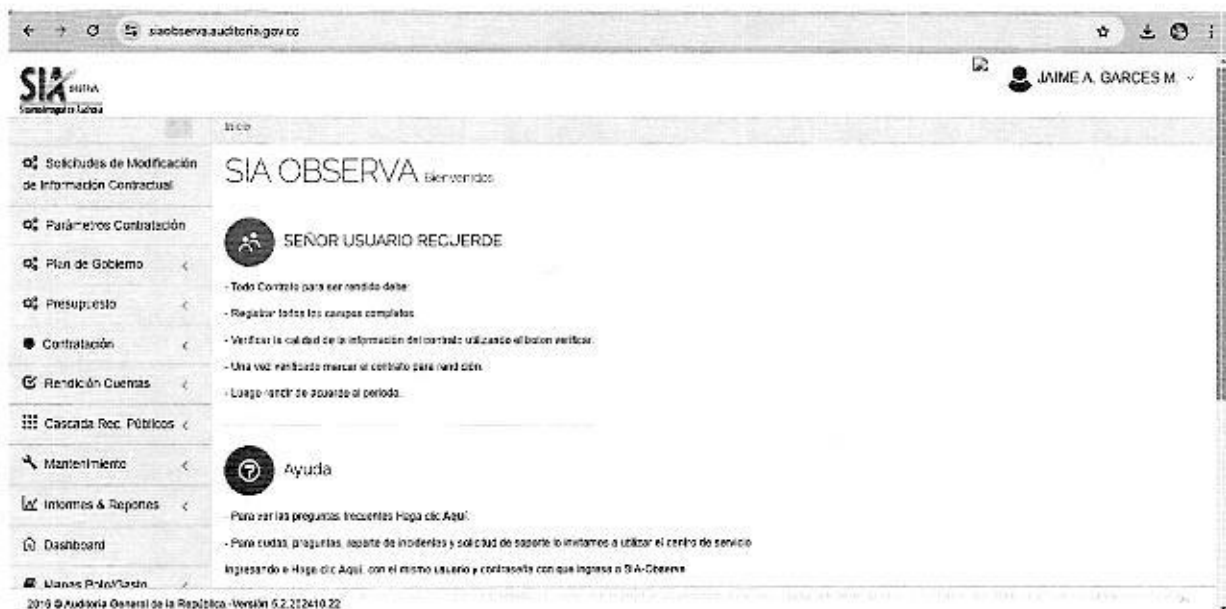 siaobserva.auditoria.gov.co
SIA
JAIME A. GARCES M.
Inicio
Solicitudes de Modificación
de Información Contractual
SIA OBSERVA Bienvenidos
Parámetros Contratación
SEÑOR USUARIO RECUERDE
Plan de Gobierno
- Todo Contrato para ser rendido debe:
Presupuesto
- Registrar todos los campos completos
Contratación
- Verificar la calidad de la información del contrato utilizando el boton verificar.
- Una vez verificado marcar el contrato para rendición.
Rendición Cuentas
- Luego rendir de acuerdo al periodo.
Cascada Rec. Públicos
Mantenimiento
Ayuda
Informes & Reportes
- Para ver las preguntas frecuentes Haga clic Aquí.
Dashboard
- Para dudas, preguntas, reporte de incidentes y solicitud de soporte lo invitamos a utilizar el centro de servicio
ingresando e Haga clic Aquí, con el mismo usuario y contraseña con que ingresa a SIA-Observa
Mapas Polo/Gasto
2016 © Auditoria General de la República -Versión 5.2.202410.22